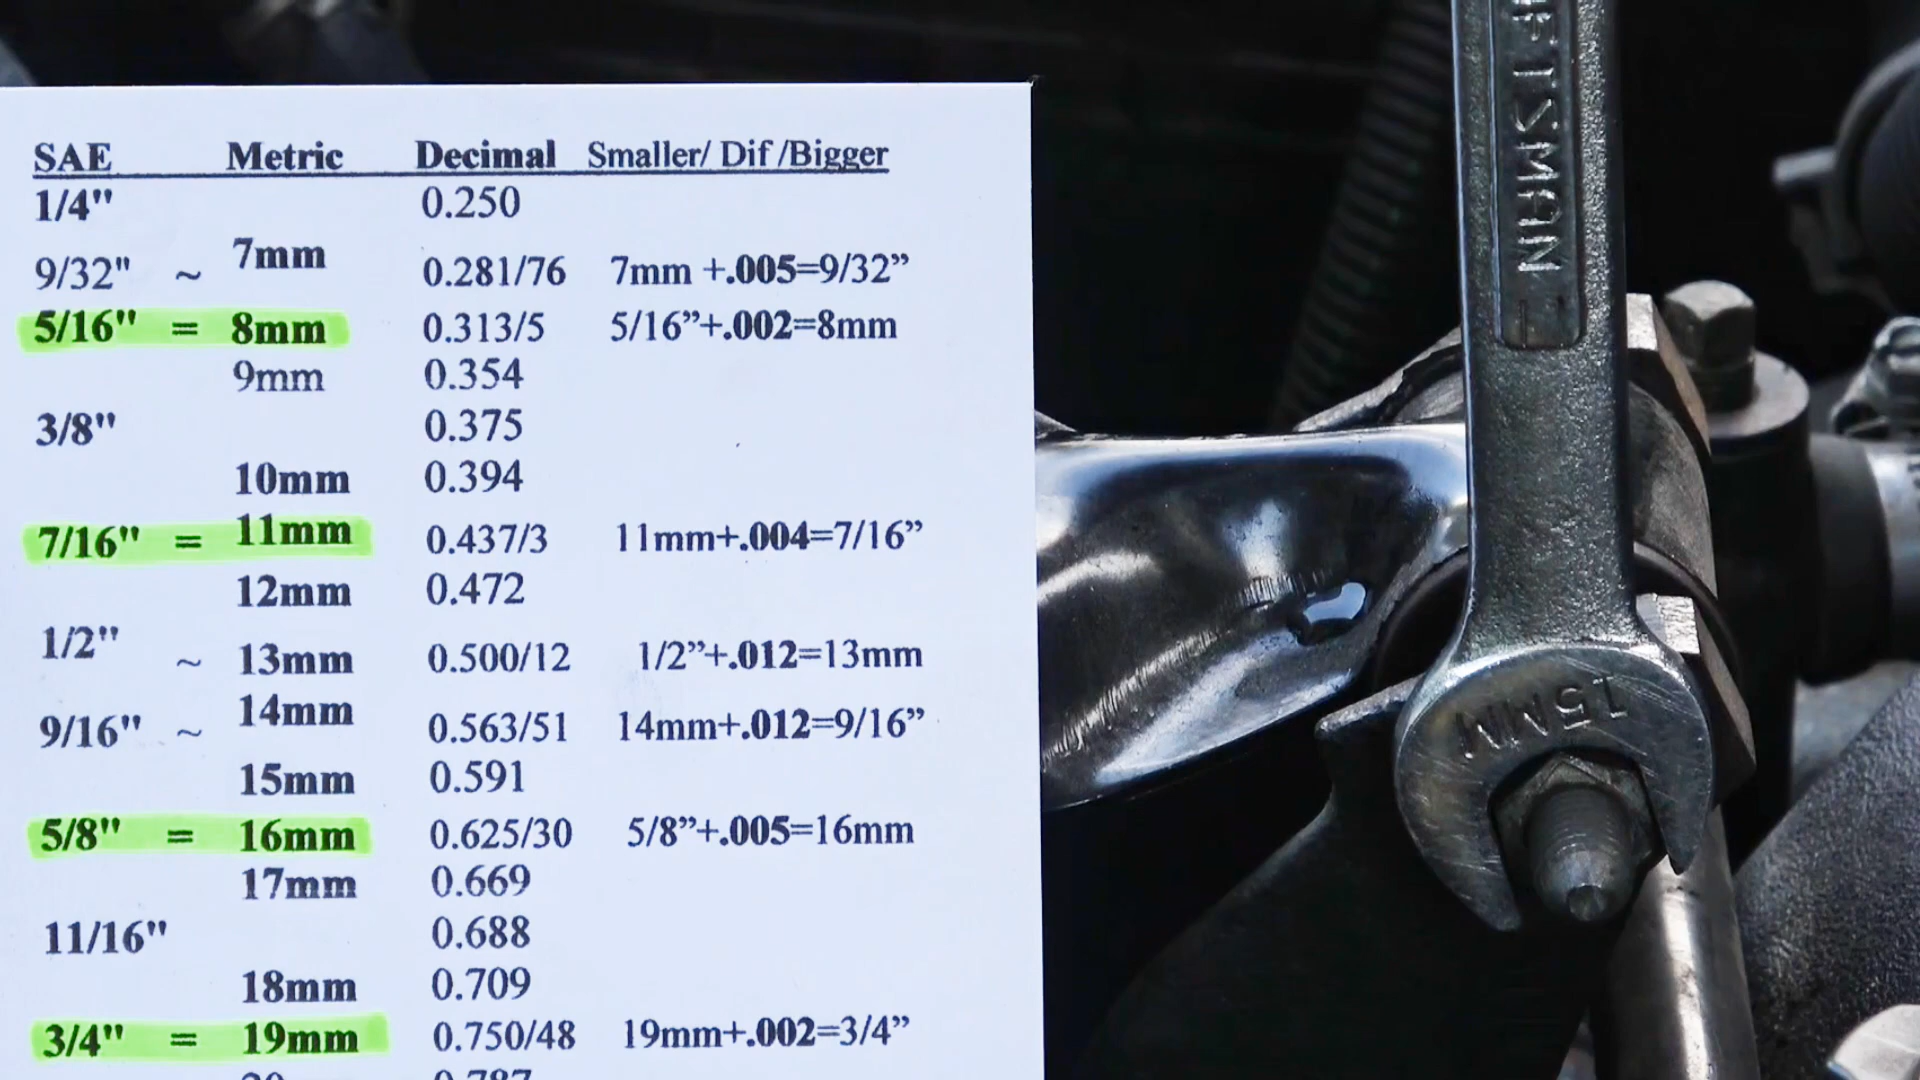 SAE Metric Decimal Smaller/ Dif /Bigger
1/4" 0.250
9/32" ~ 7mm 0.281/76 7mm +.005=9/32”
5/16" = 8mm 0.313/5 5/16”+.002=8mm
9mm 0.354
3/8" 0.375
10mm 0.394
7/16" = 11mm 0.437/3 11mm+.004=7/16”
12mm 0.472
1/2" ~ 13mm 0.500/12 1/2”+.012=13mm
9/16" ~ 14mm 0.563/51 14mm+.012=9/16”
15mm 0.591
5/8" = 16mm 0.625/30 5/8”+.005=16mm
17mm 0.669
11/16" 0.688
18mm 0.709
3/4" = 19mm 0.750/48 19mm+.002=3/4”
FTSMAN
15MM